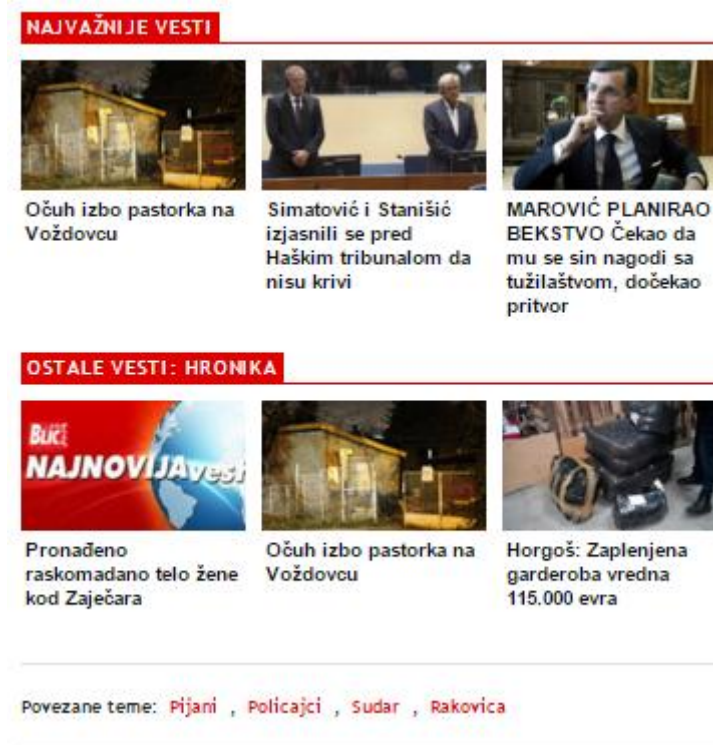 NAJVAŽNIJE VESTI
Očuh izbo pastorka na
Voždovcu
Simatović i Stanišić
izjasnili se pred
Haškim tribunalom da
nisu krivi
MAROVIĆ PLANIRAO
BEKSTVO Čekao da
mu se sin nagodi sa
tužilaštvom, dočekao
pritvor
OSTALE VESTI: HRONIKA
BLIC
NAJNOVIJA vest
Pronađeno
raskomadano telo žene
kod Zaječara
Očuh izbo pastorka na
Voždovcu
Horgoš: Zaplenjena
garderoba vredna
115.000 evra
Povezane teme: Pijani , Policajci , Sudar , Rakovica